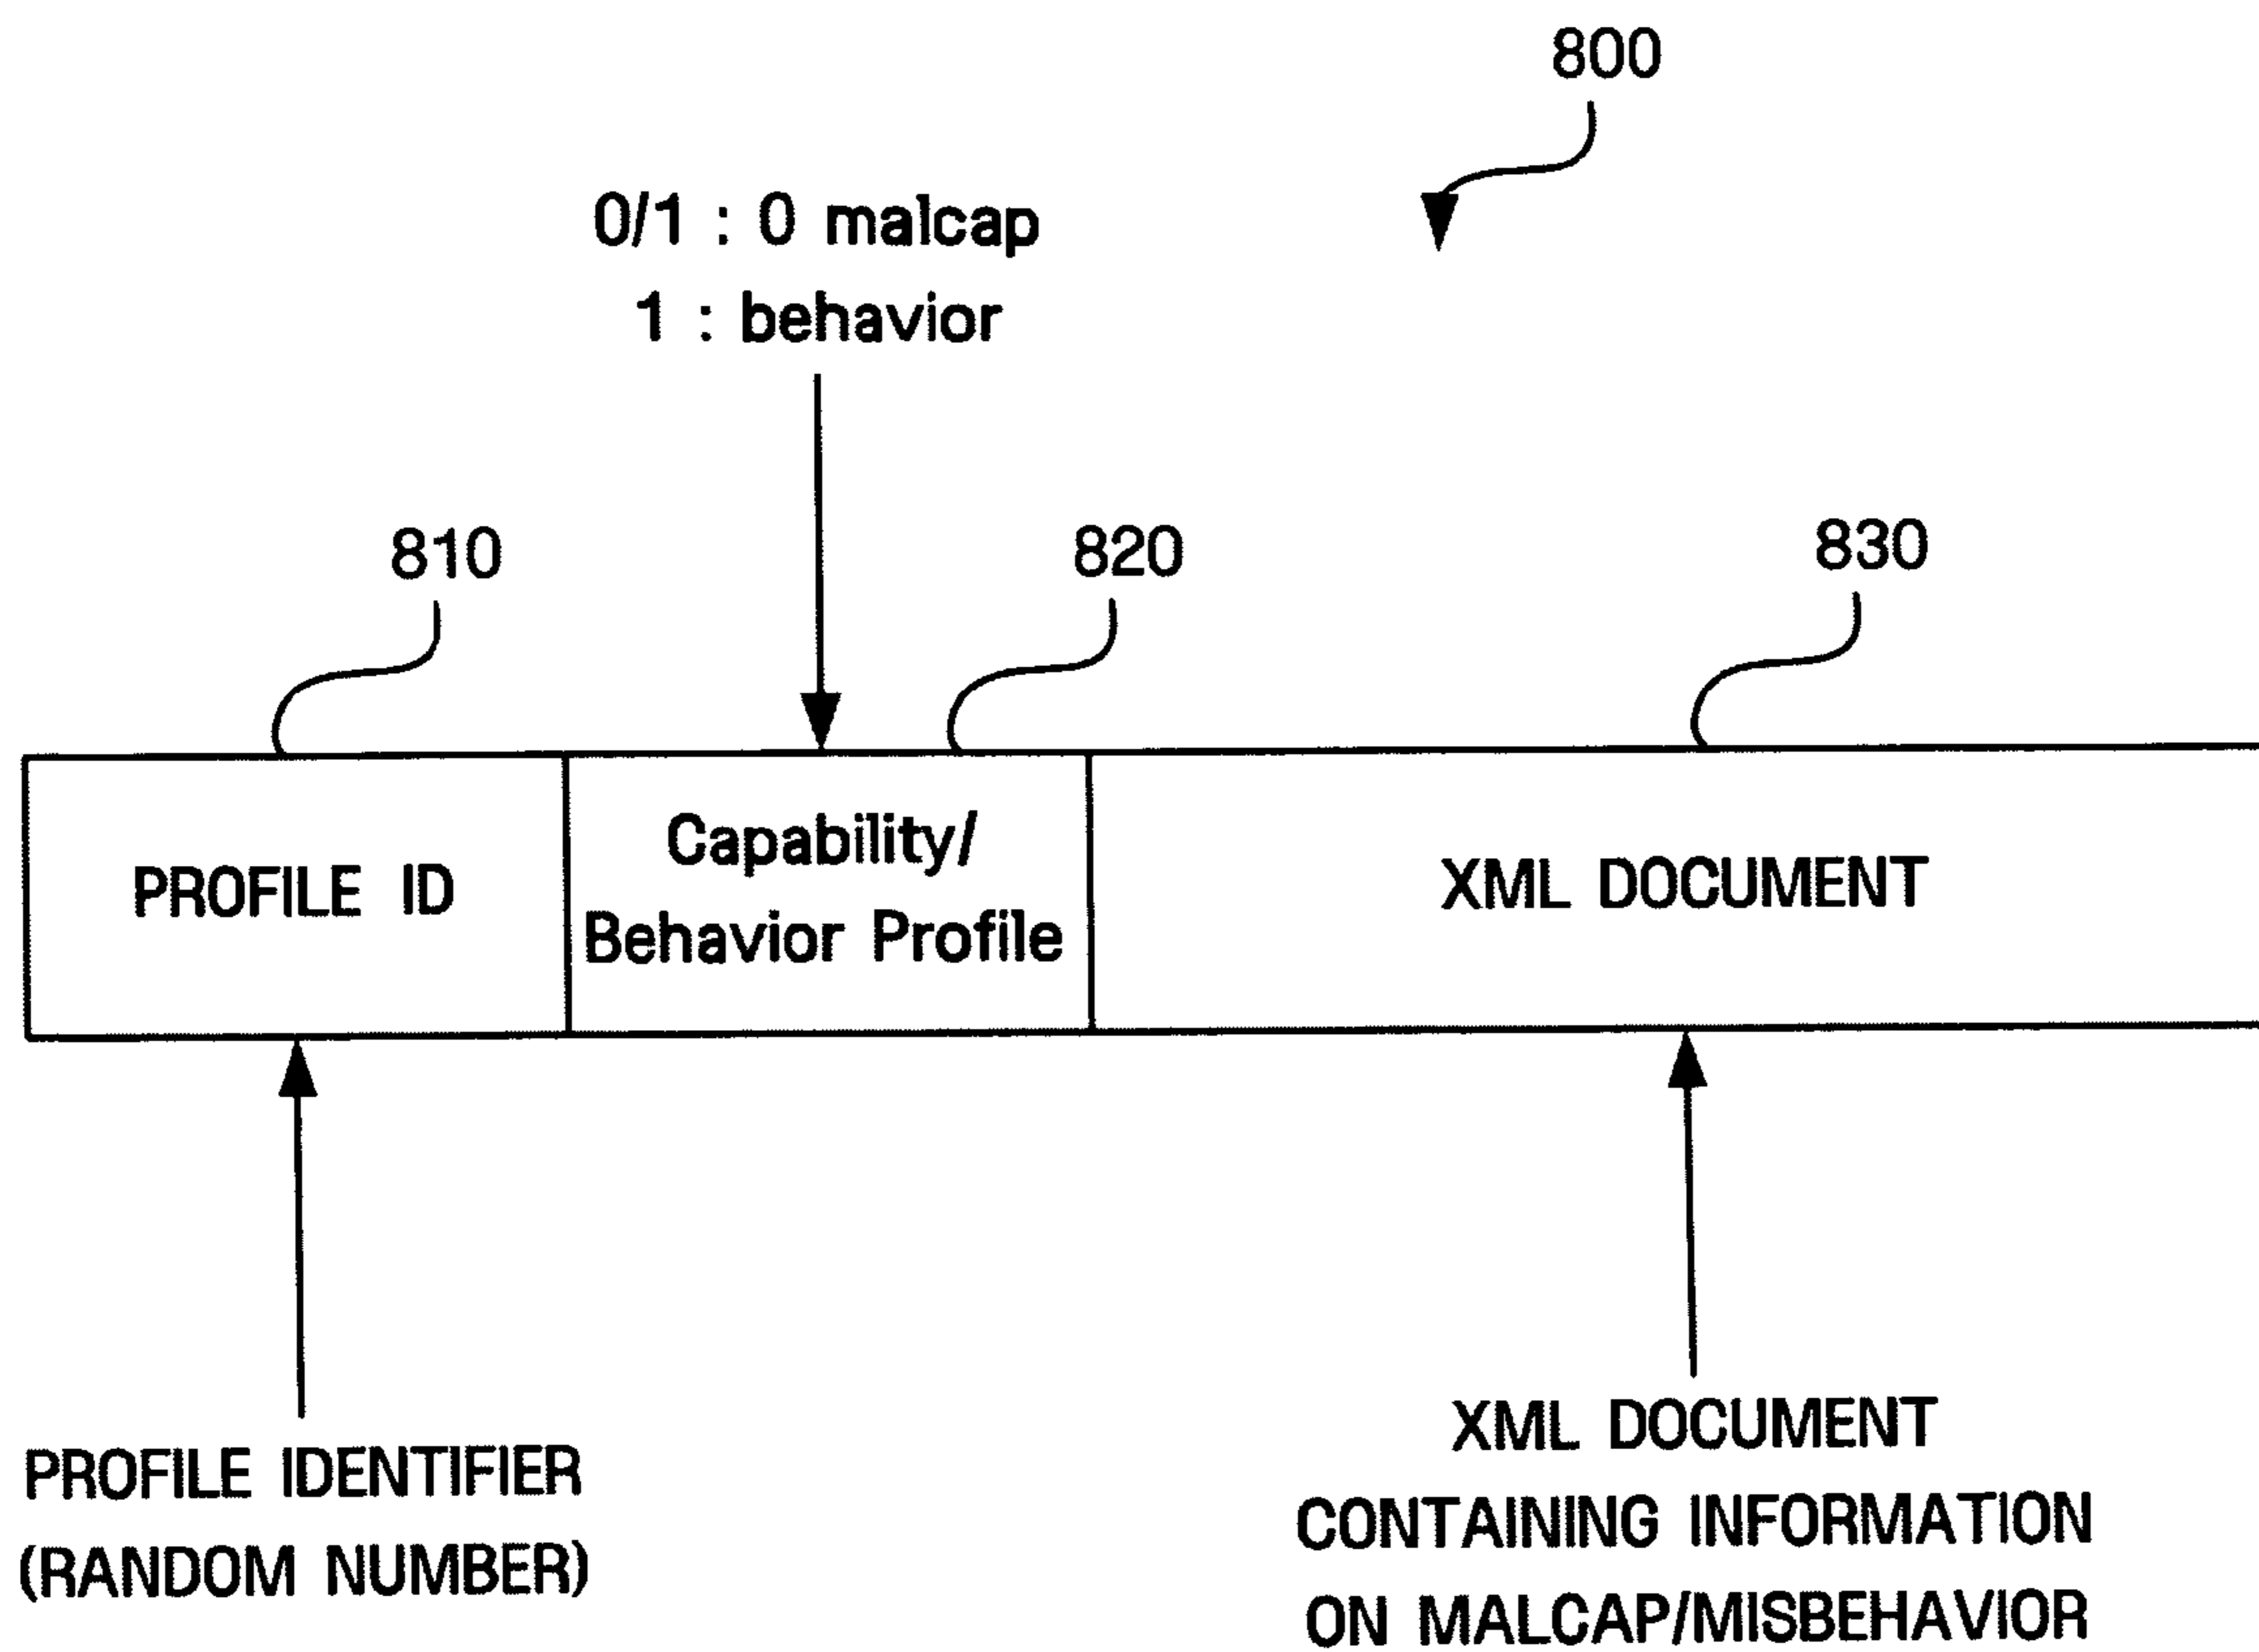 800
0/1 : 0 malcap
1 : behavior
810
820
830
PROFILE ID
Capability/
Behavior Profile
XML DOCUMENT
PROFILE IDENTIFIER
(RANDOM NUMBER)
XML DOCUMENT
CONTAINING INFORMATION
ON MALCAP/MISBEHAVIOR